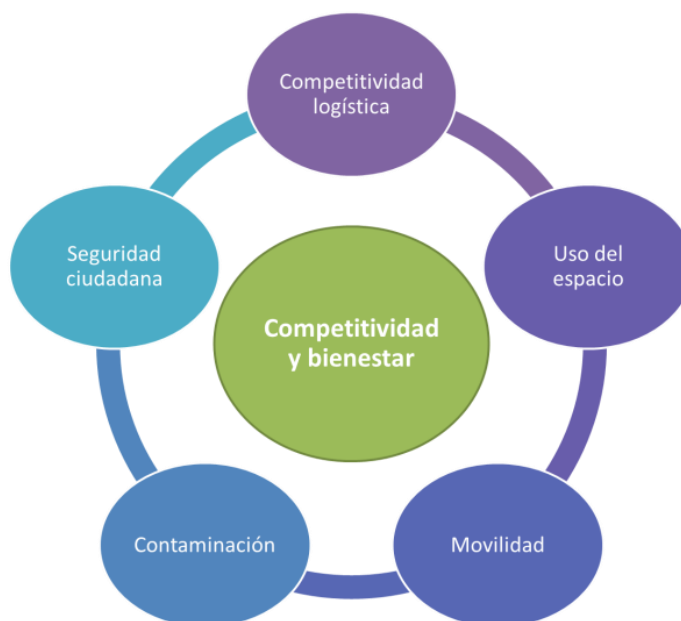 Competitividad
logística
Seguridad
ciudadana
Uso del
espacio
Competitividad
y bienestar
Contaminación
Movilidad